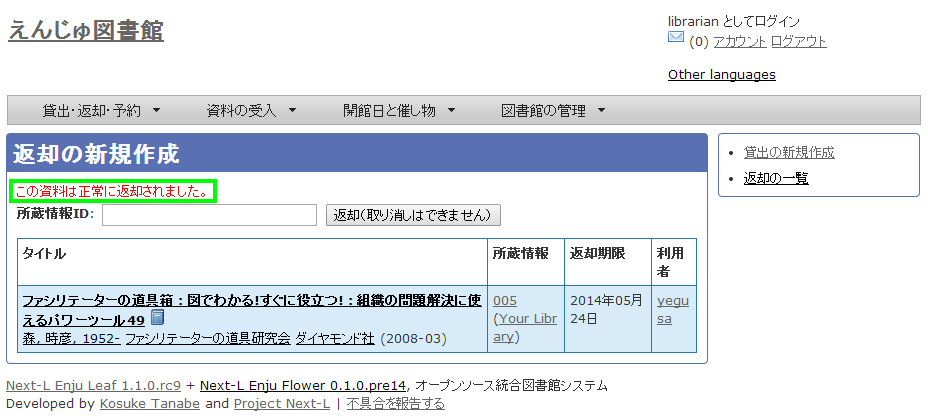 えんじゅ図書館
librarian としてログイン
(0) アカウント ログアウト
Other languages
貸出・返却・予約 資料の受入 開館日と催し物 図書館の管理
返却の新規作成
この資料は正常に返却されました。
所蔵情報ID:
返却(取り消しはできません)
タイトル 所蔵情報 返却期限 利用
者
ファシリテーターの道具箱 : 図でわかる!すぐに役立つ! : 組織の問題解決に使
えるパワーツール49
森, 時彦, 1952- ファシリテーターの道具研究会 ダイヤモンド社 (2008-03)
005
(Your Libr
ary)
2014年05月
24日
yegu
sa
貸出の新規作成
返却の一覧
Next-L Enju Leaf 1.1.0.rc9 + Next-L Enju Flower 0.1.0.pre14, オープンソース統合図書館システム
Developed by Kosuke Tanabe and Project Next-L | 不具合を報告する